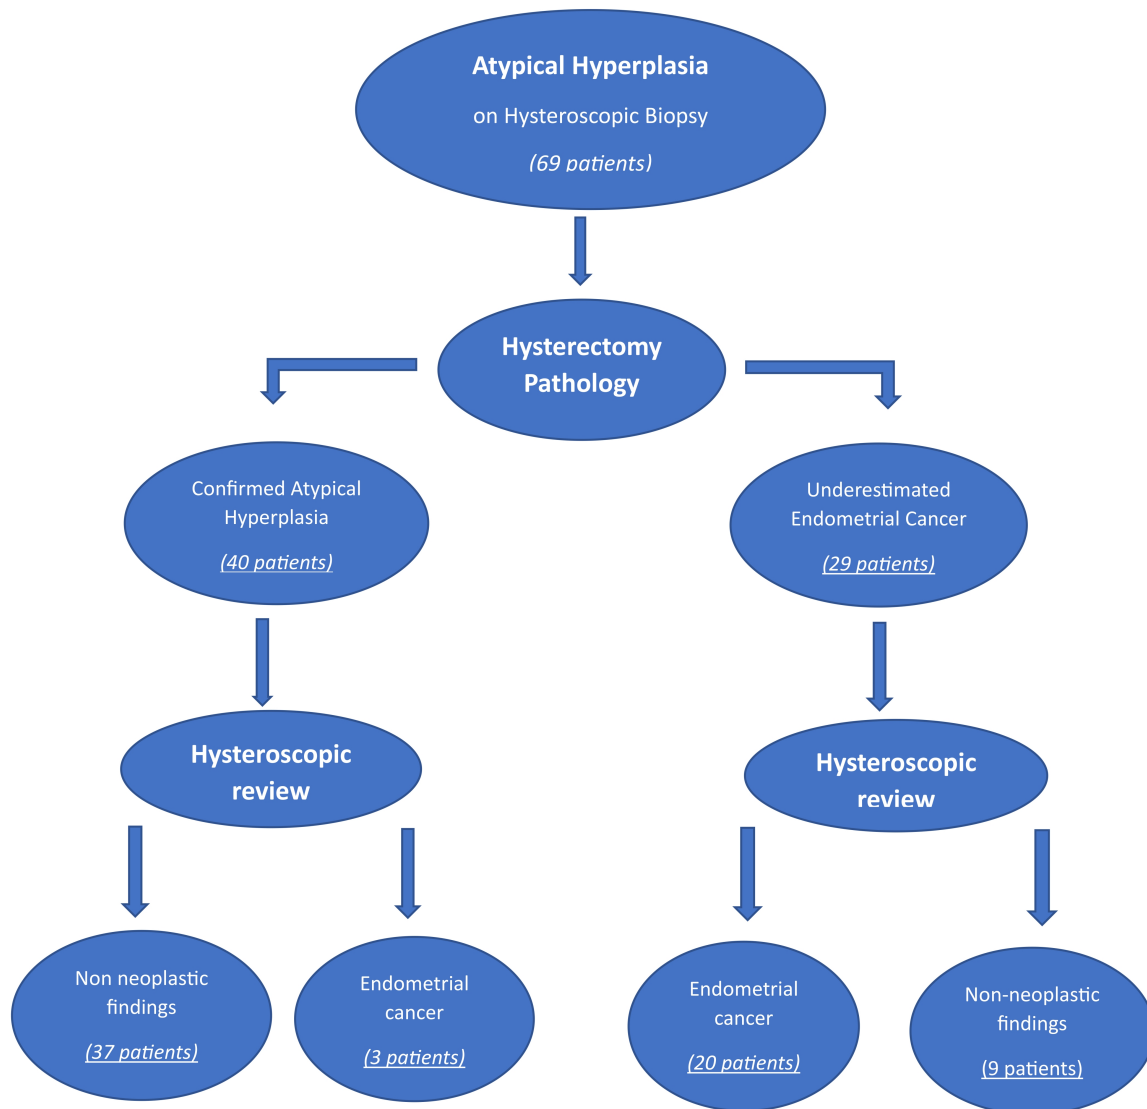 Atypical Hyperplasia
on Hysteroscopic Biopsy
(69 patients)
Hysterectomy
Pathology
Confirmed Atypical
Hyperplasia
(40 patients)
Underestimated
Endometrial Cancer
(29 patients)
Hysteroscopic
review
Hysteroscopic
review
Non neoplastic
findings
(37 patients)
Endometrial
cancer
(3 patients)
Endometrial
cancer
(20 patients)
Non-neoplastic
findings
(9 patients)